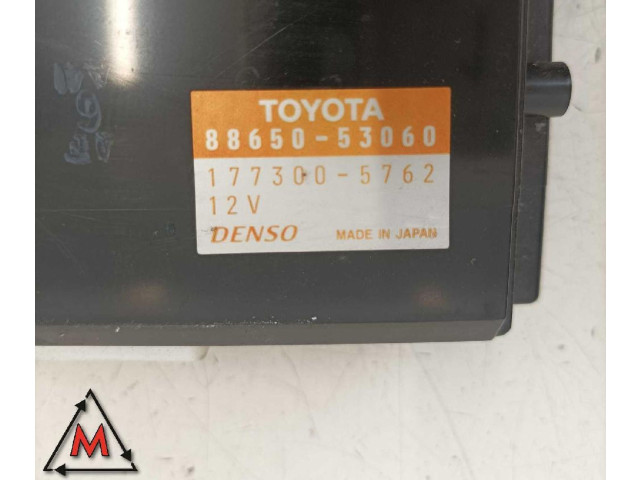 TOYOTA
88650-53060
177300-5762
12V
DENSO MADE IN JAPAN
M